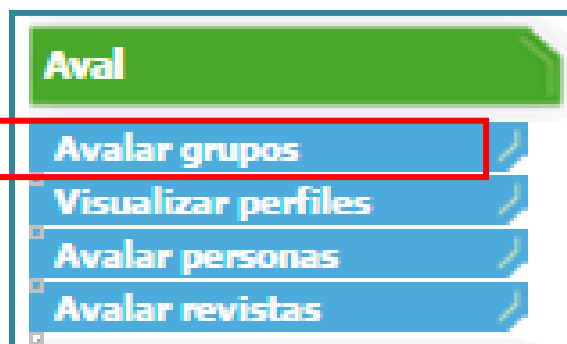 Aval
Avalar grupos
Visualizar perfiles
Avalar personas
Avalar revistas